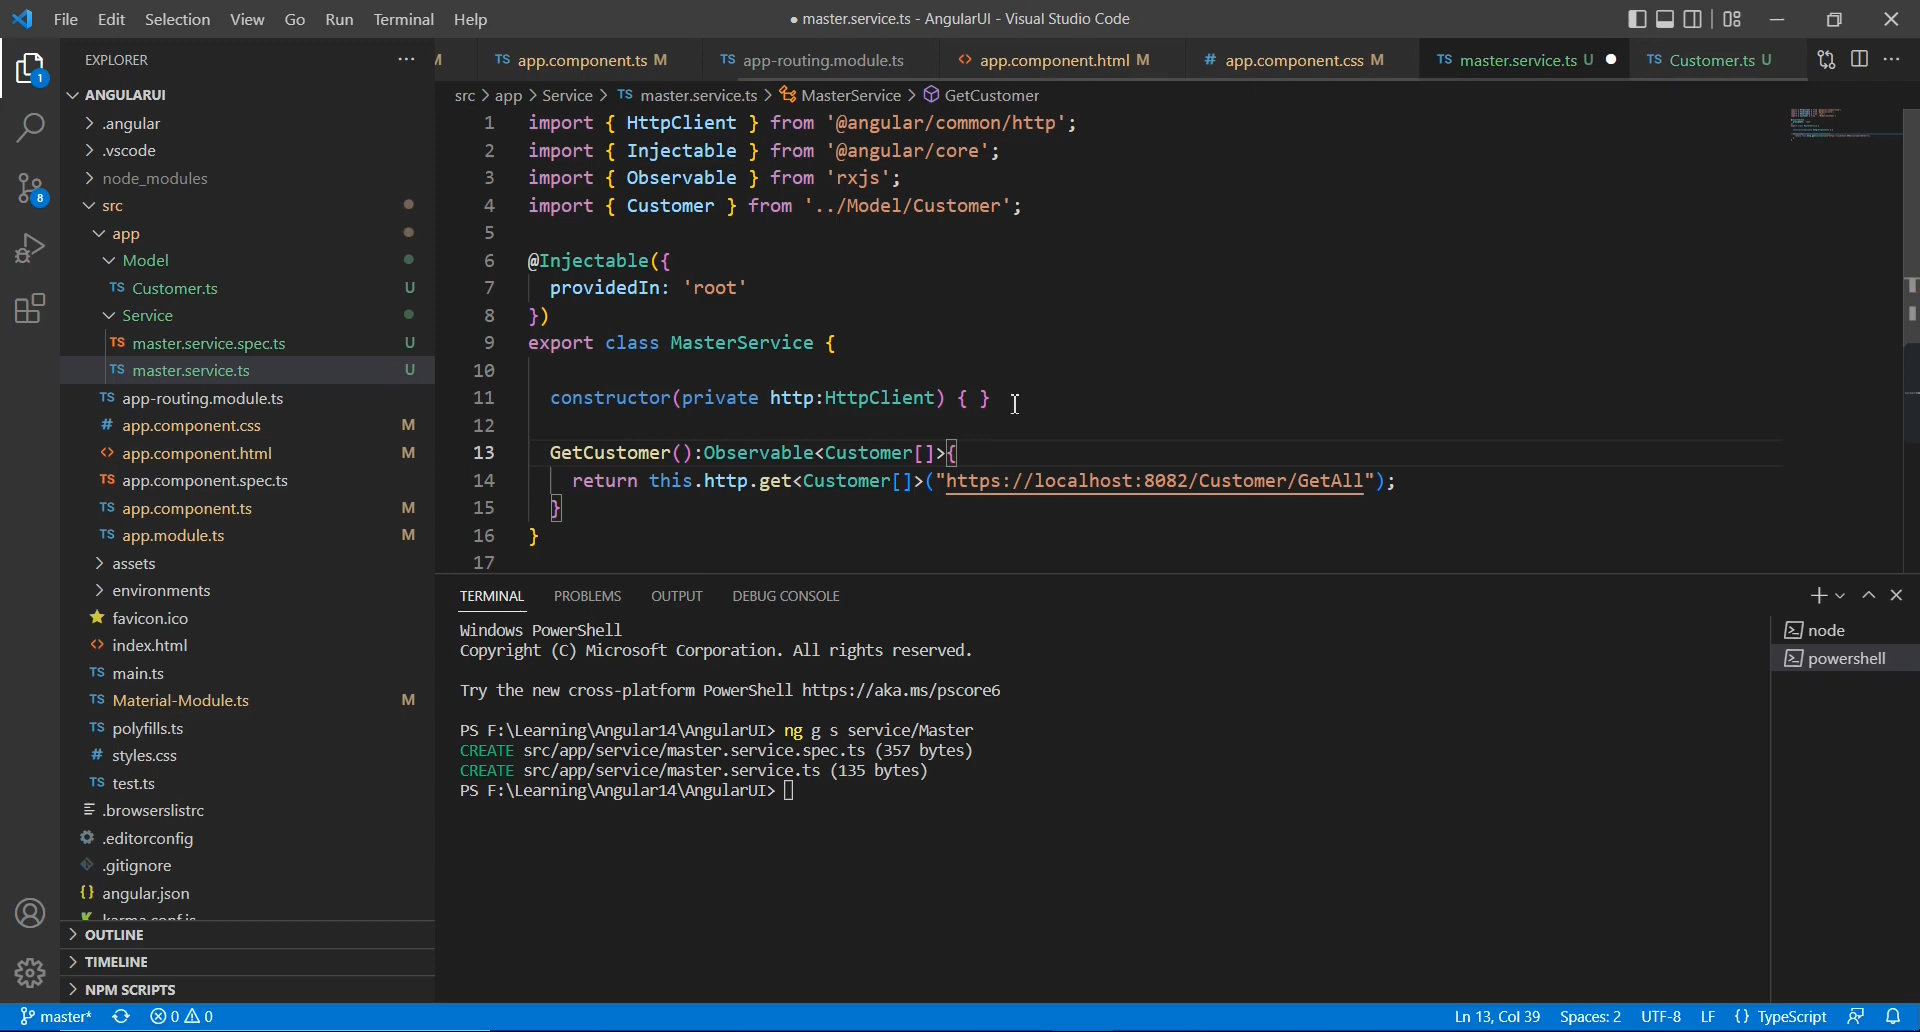 File Edit Selection View Go Run Terminal Help
● master.service.ts - AngularUI - Visual Studio Code
EXPLORER
ANGULARUI
.angular
.vscode
node_modules
src
app
Model
TS Customer.ts U
Service
TS master.service.spec.ts U
TS master.service.ts U
TS app-routing.module.ts
# app.component.css M
<> app.component.html M
TS app.component.spec.ts
TS app.component.ts M
TS app.module.ts M
assets
environments
favicon.ico
<> index.html
TS main.ts
TS Material-Module.ts M
TS polyfills.ts
# styles.css
TS test.ts
.browserslistrc
.editorconfig
.gitignore
{} angular.json
OUTLINE
TIMELINE
NPM SCRIPTS
1
8
M TS app.component.ts M TS app-routing.module.ts <> app.component.html M # app.component.css M TS master.service.ts U ● TS Customer.ts U
src > app > Service > TS master.service.ts > MasterService > GetCustomer
1 import { HttpClient } from '@angular/common/http';
2 import { Injectable } from '@angular/core';
3 import { Observable } from 'rxjs';
4 import { Customer } from '../Model/Customer';
5
6 @Injectable({
7 providedIn: 'root'
8 })
9 export class MasterService {
10
11 constructor(private http:HttpClient) { }
12
13 GetCustomer():Observable<Customer[]>{
14 return this.http.get<Customer[]>("https://localhost:8082/Customer/GetAll");
15 }
16 }
17
TERMINAL PROBLEMS OUTPUT DEBUG CONSOLE
Windows PowerShell
Copyright (C) Microsoft Corporation. All rights reserved.
Try the new cross-platform PowerShell https://aka.ms/pscore6
PS F:\Learning\Angular14\AngularUI> ng g s service/Master
CREATE src/app/service/master.service.spec.ts (357 bytes)
CREATE src/app/service/master.service.ts (135 bytes)
PS F:\Learning\Angular14\AngularUI>
node
powershell
master* 0 0
Ln 13, Col 39 Spaces: 2 UTF-8 LF {} TypeScript